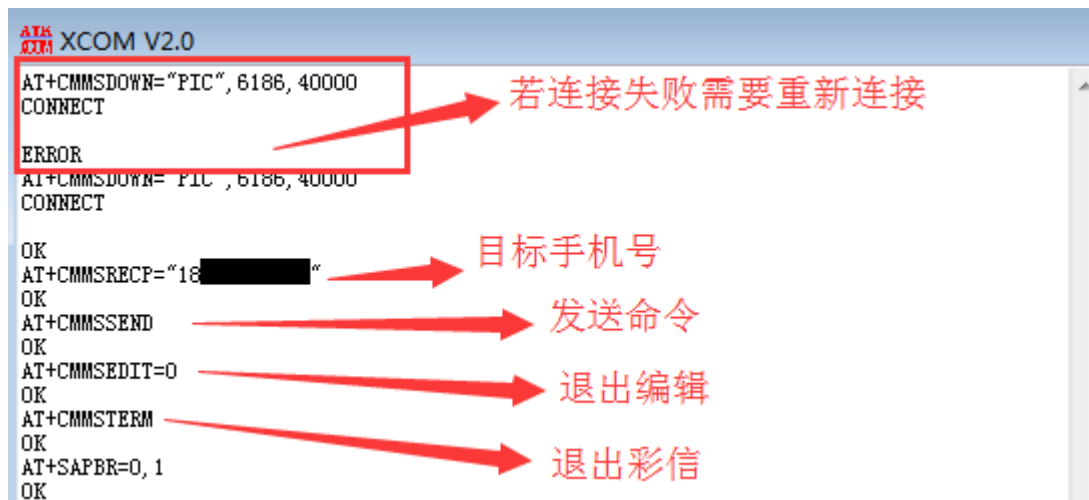 XCOM V2.0
AT+CMMSDOWN="PIC",6186,40000
若连接失败需要重新连接
CONNECT
ERROR
AT+CMMSDOWN="PIC",6186,40000
CONNECT
OK
目标手机号
AT+CMMSRECP="18 "
OK
AT+CMMSSEND
发送命令
OK
AT+CMMSEDIT=0
退出编辑
OK
AT+CMMSTERM
OK
退出彩信
AT+SAPBR=0,1
OK